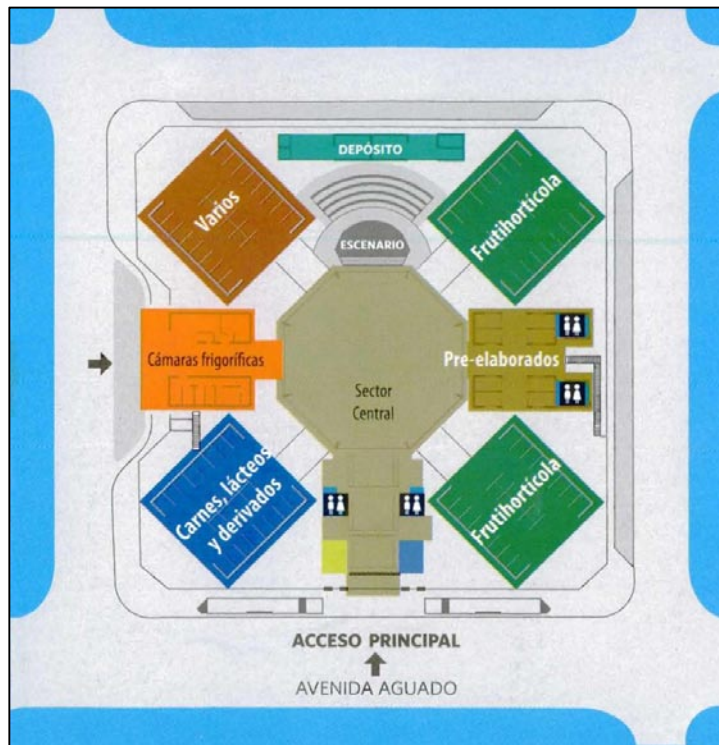 DEPÓSITO
Varios
Frutihortícola
ESCENARIO
Cámaras frigoríficas
Pre-elaborados
Sector
Central
Carnes, lácteos
y derivados
Frutihortícola
ACCESO PRINCIPAL
AVENIDA AGUADO